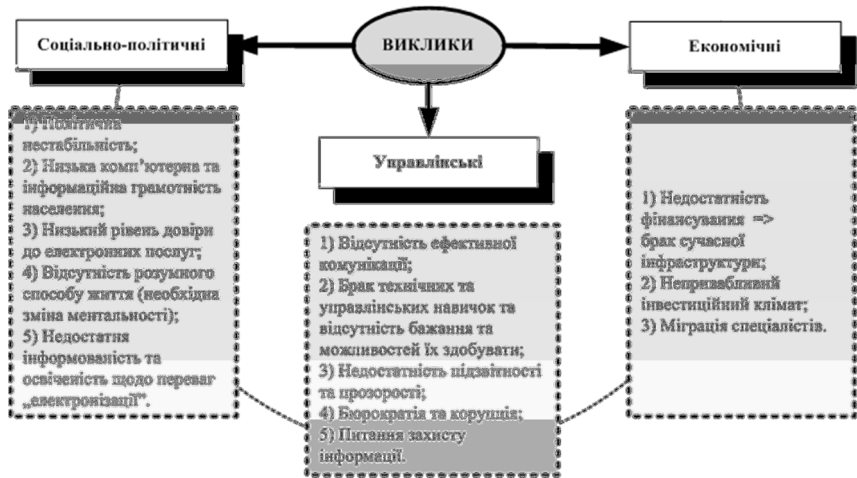 ВИКЛИКИ
Соціально-політичні
1) Політична
нестабільність;
2) Низька комп’ютерна та
інформаційна грамотність
населення;
3) Низький рівень довіри
до електронних послуг;
4) Відсутність розумного
способу життя (необхідна
зміна ментальності);
5) Недостатня
інформованість та
освіченість щодо переваг
„електронізації”.
Управлінські
1) Відсутність ефективної
комунікації;
2) Брак технічних та
управлінських навичок та
відсутність бажання та
можливостей їх здобувати;
3) Недостатність підзвітності
та прозорості;
4) Бюрократія та корупція;
5) Питання захисту
інформації.
Економічні
1) Недостатність
фінансування =>
брак сучасної
інфраструктури;
2) Непривабливий
інвестиційний клімат;
3) Міграція спеціалістів.